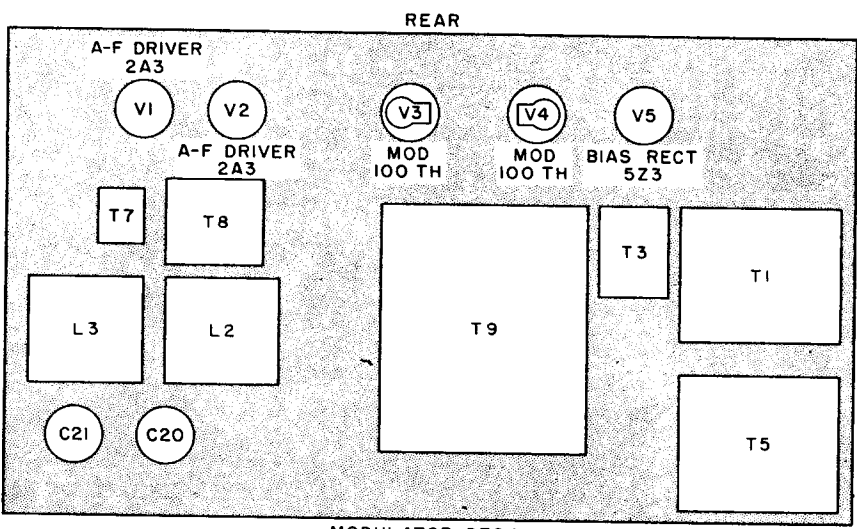 REAR
A-F DRIVER
2A3
V1
V2
A-F DRIVER
2A3
V3
MOD
100 TH
V4
MOD
100 TH
V5
BIAS RECT
5Z3
T7
T8
T9
T3
T1
L3
L2
C21
C20
T5
MODULATOR